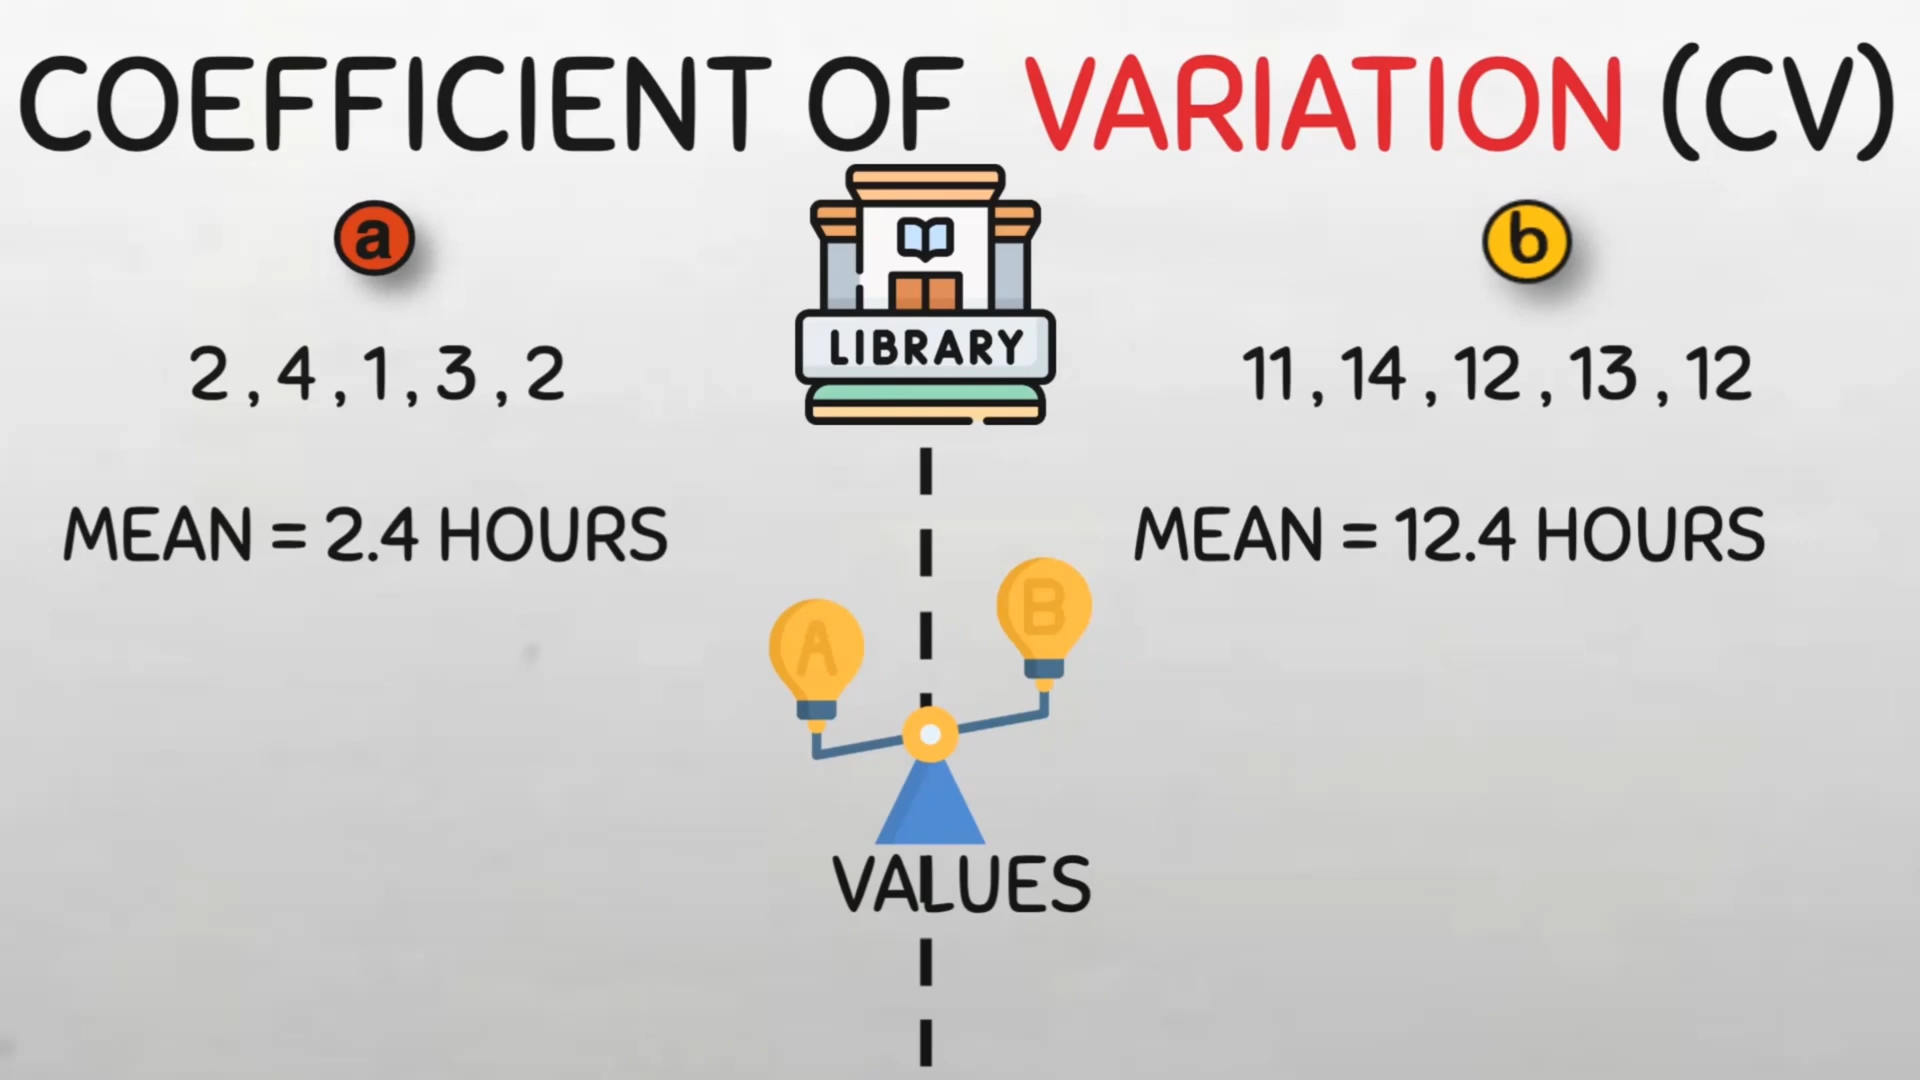 COEFFICIENT OF VARIATION (CV)
a
b
LIBRARY
2 , 4 , 1 , 3 , 2
11 , 14 , 12 , 13 , 12
MEAN = 2.4 HOURS
MEAN = 12.4 HOURS
A
B
VALUES